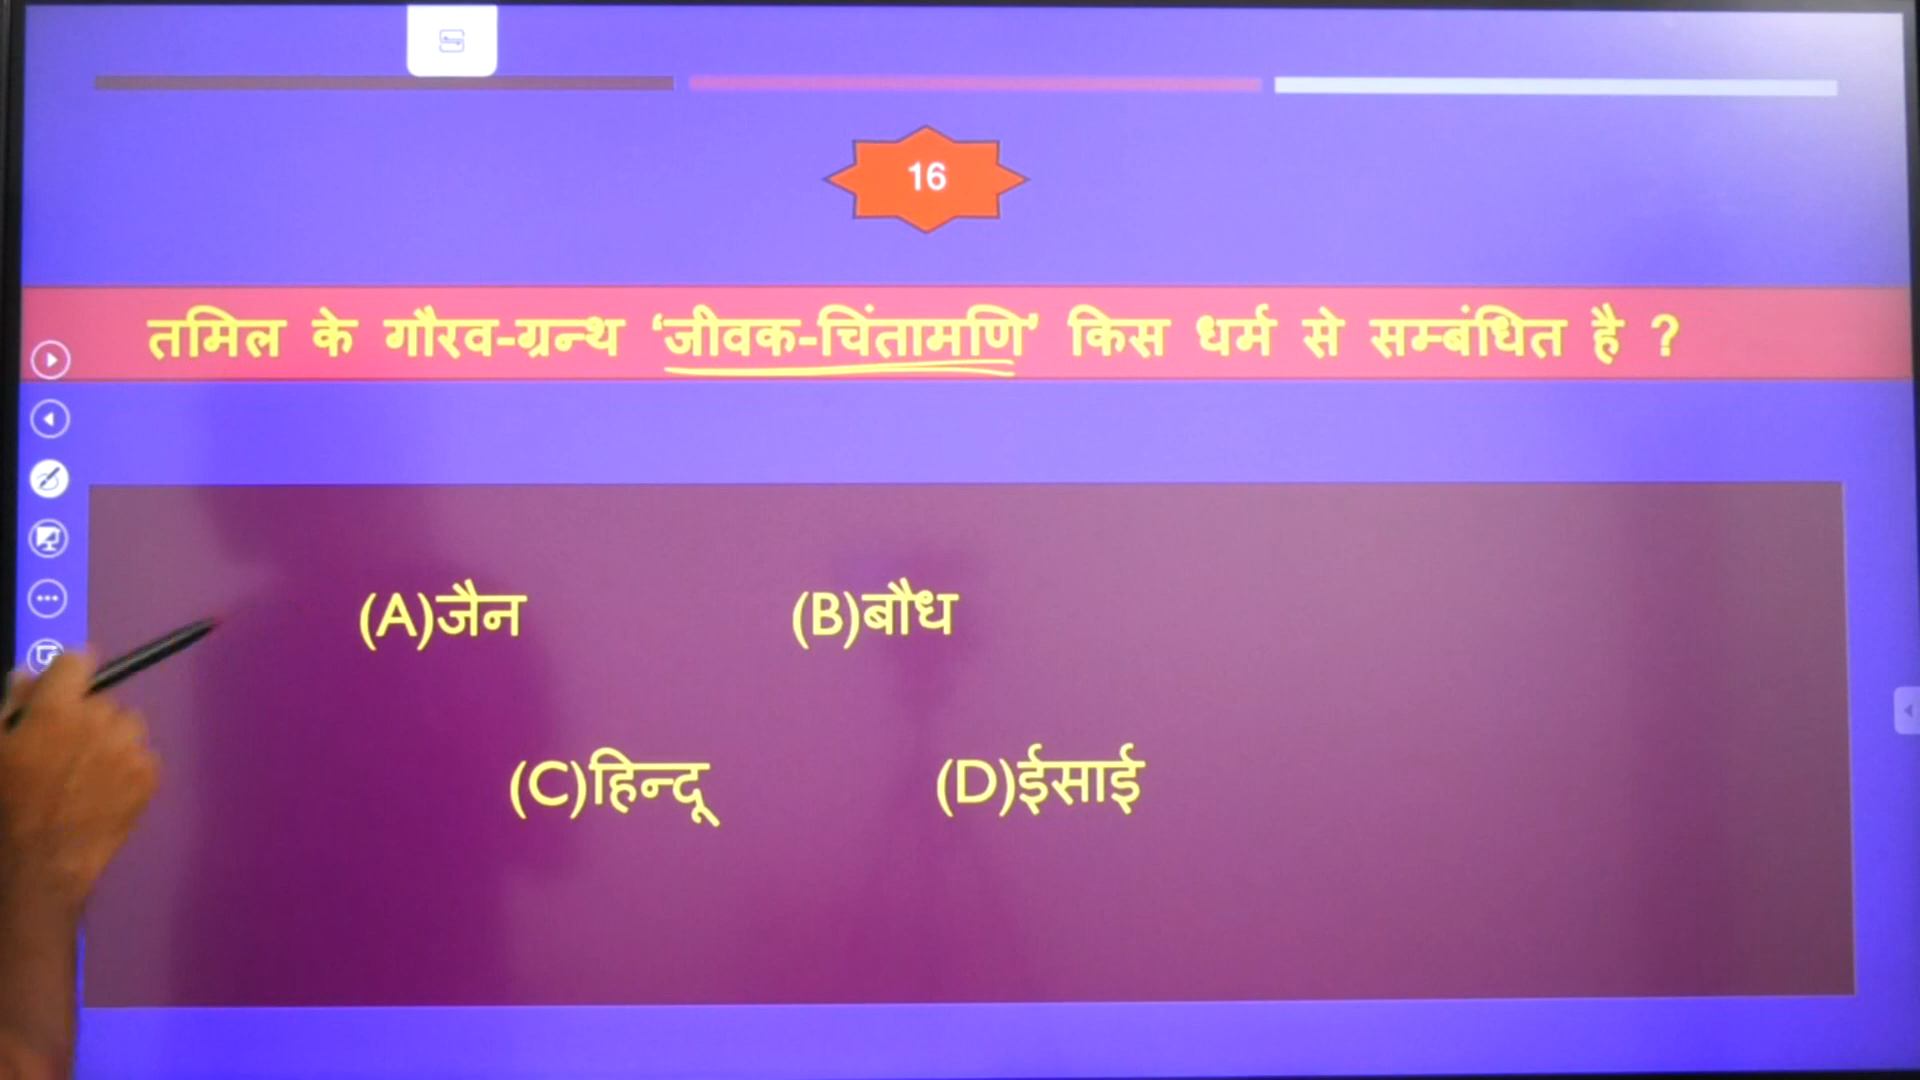 16
तमिल के गौरव-ग्रन्थ ‘जीवक-चिंतामणि’ किस धर्म से सम्बंधित है ?
(A)जैन (B)बौध
(C)हिन्दू (D)ईसाई